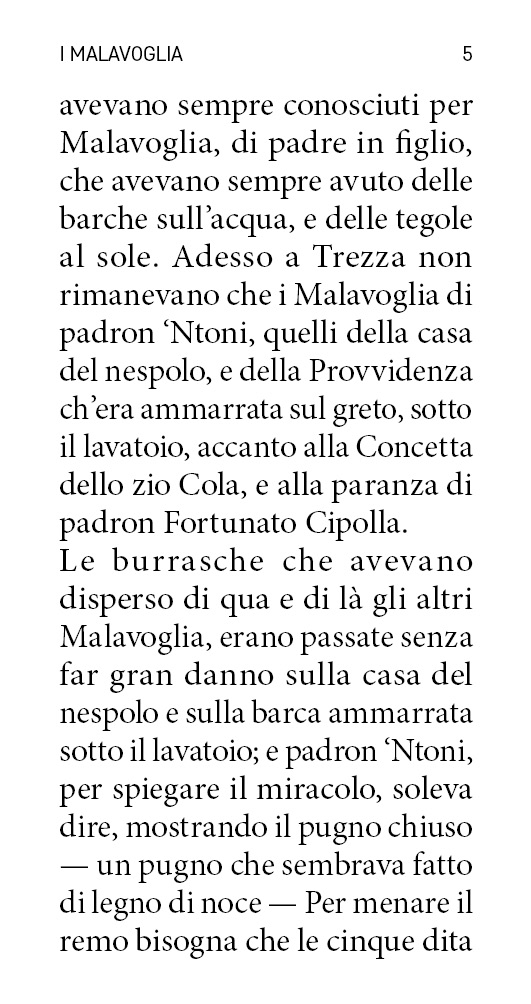 I MALAVOGLIA 5
avevano sempre conosciuti per
Malavoglia, di padre in figlio,
che avevano sempre avuto delle
barche sull’acqua, e delle tegole
al sole. Adesso a Trezza non
rimanevano che i Malavoglia di
padron ‘Ntoni, quelli della casa
del nespolo, e della Provvidenza
ch’era ammarrata sul greto, sotto
il lavatoio, accanto alla Concetta
dello zio Cola, e alla paranza di
padron Fortunato Cipolla.
Le burrasche che avevano
disperso di qua e di là gli altri
Malavoglia, erano passate senza
far gran danno sulla casa del
nespolo e sulla barca ammarrata
sotto il lavatoio; e padron ‘Ntoni,
per spiegare il miracolo, soleva
dire, mostrando il pugno chiuso
— un pugno che sembrava fatto
di legno di noce — Per menare il
remo bisogna che le cinque dita